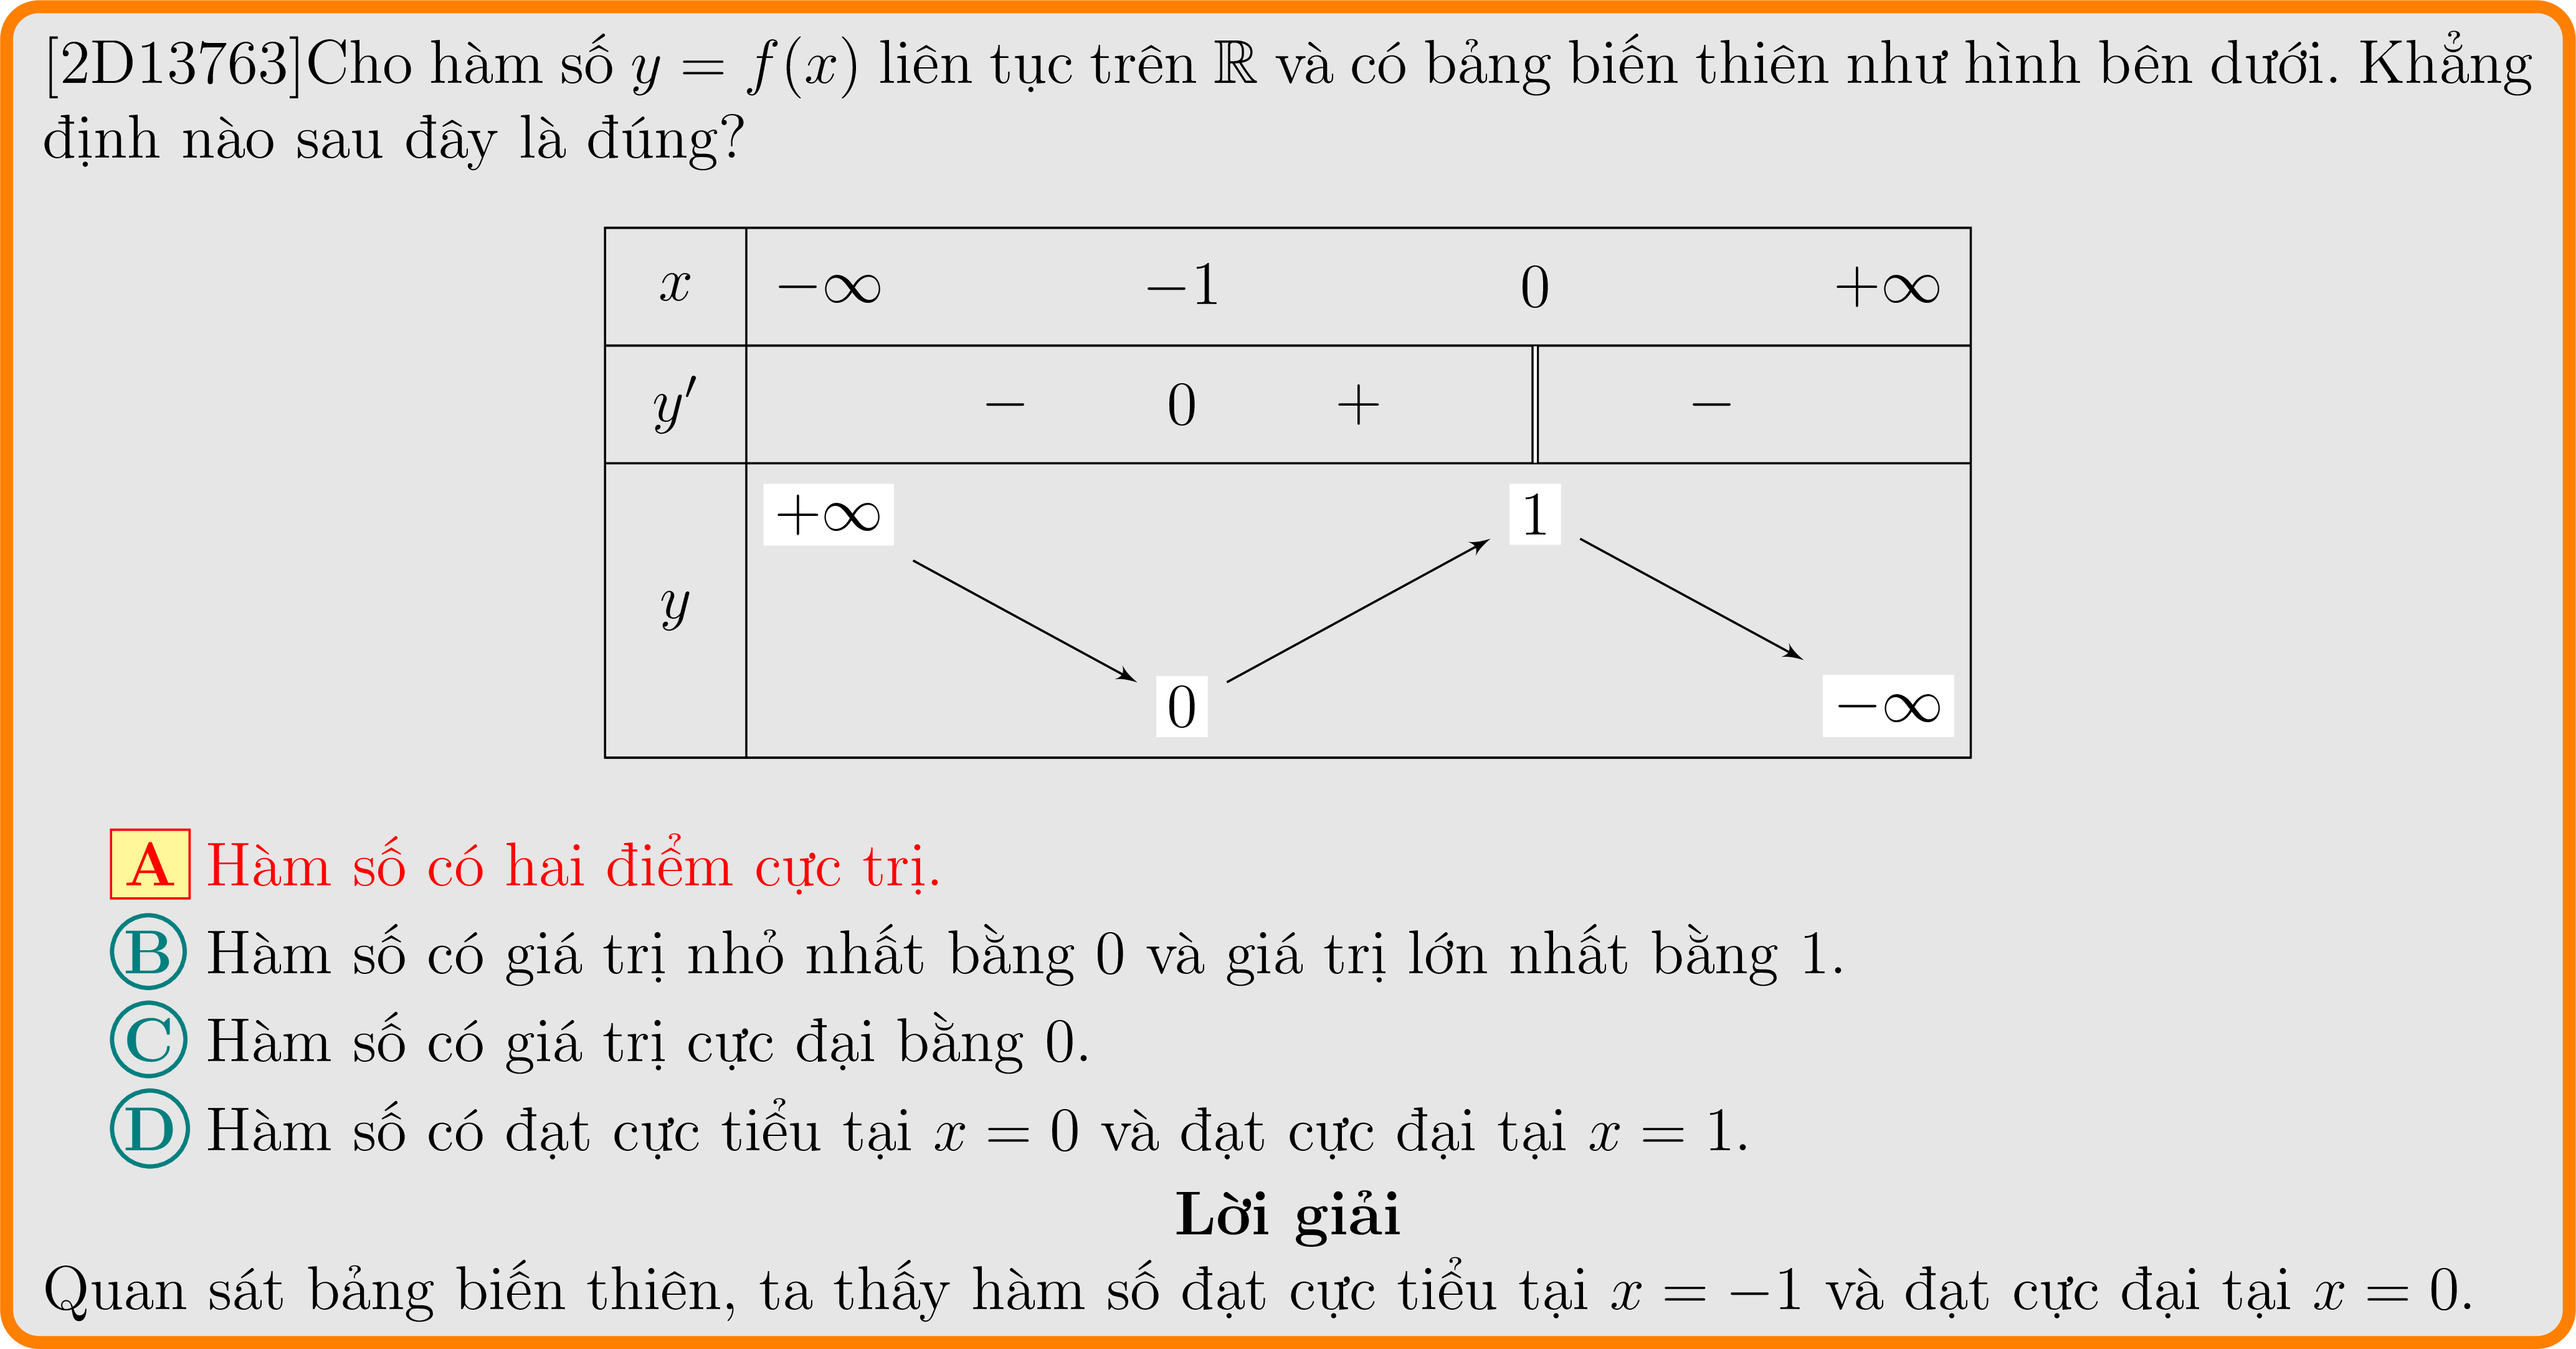 [2D13763]Cho hàm số y = f(x) liên tục trên ℝ và có bảng biến thiên như hình bên dưới. Khẳng
định nào sau đây là đúng?
x −∞ −1 0 +∞
y′ − 0 + −
+∞ 1
y
0 −∞
A Hàm số có hai điểm cực trị.
B Hàm số có giá trị nhỏ nhất bằng 0 và giá trị lớn nhất bằng 1.
C Hàm số có giá trị cực đại bằng 0.
D Hàm số có đạt cực tiểu tại x = 0 và đạt cực đại tại x = 1.
Lời giải
Quan sát bảng biến thiên, ta thấy hàm số đạt cực tiểu tại x = −1 và đạt cực đại tại x = 0.